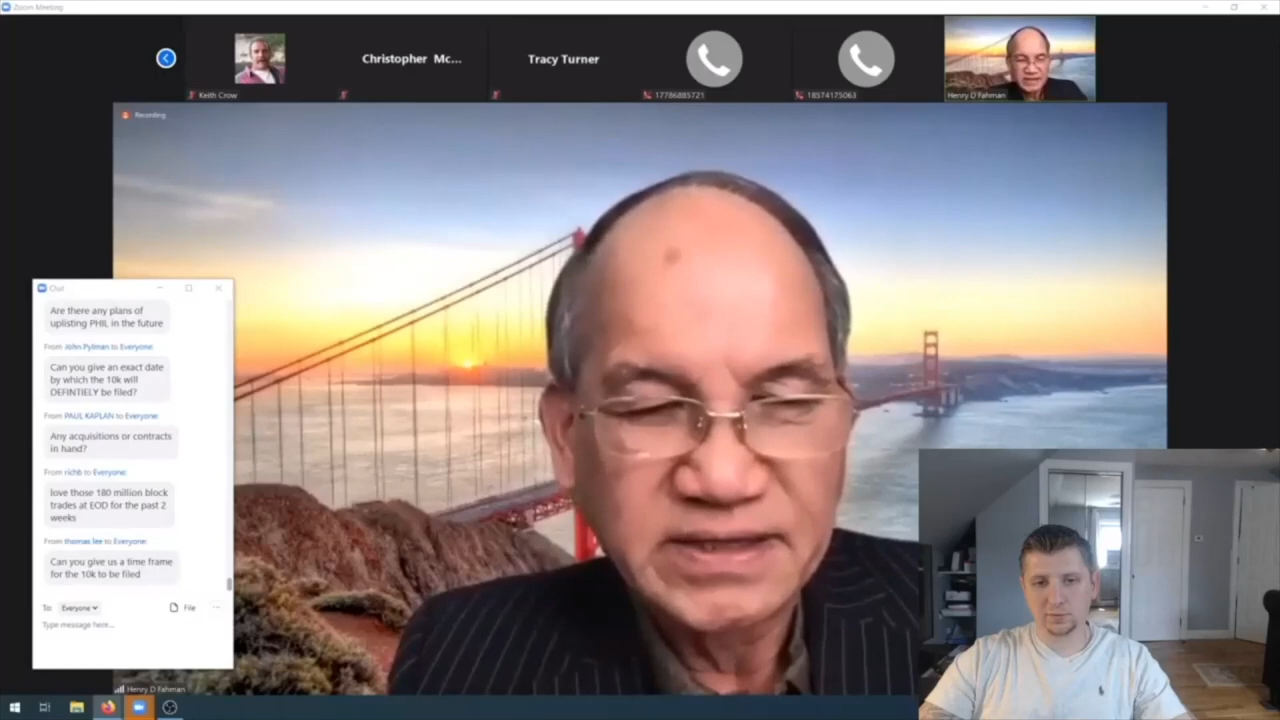 Zoom Meeting
Keith Crow
Christopher Mc...
Tracy Turner
17786885721
18574175063
Henry D Fahman
Recording
Chat
Are there any plans of
uplisting PHIL in the future
From John Pylman to Everyone:
Can you give an exact date
by which the 10k will
DEFINTIELY be filed?
From PAUL KAPLAN to Everyone:
Any acquisitions or contracts
in hand?
From richb to Everyone:
love those 180 million block
trades at EOD for the past 2
weeks
From thomas lee to Everyone:
Can you give us a time frame
for the 10k to be filed
To: Everyone
File
...
Type message here...
Henry D Fahman